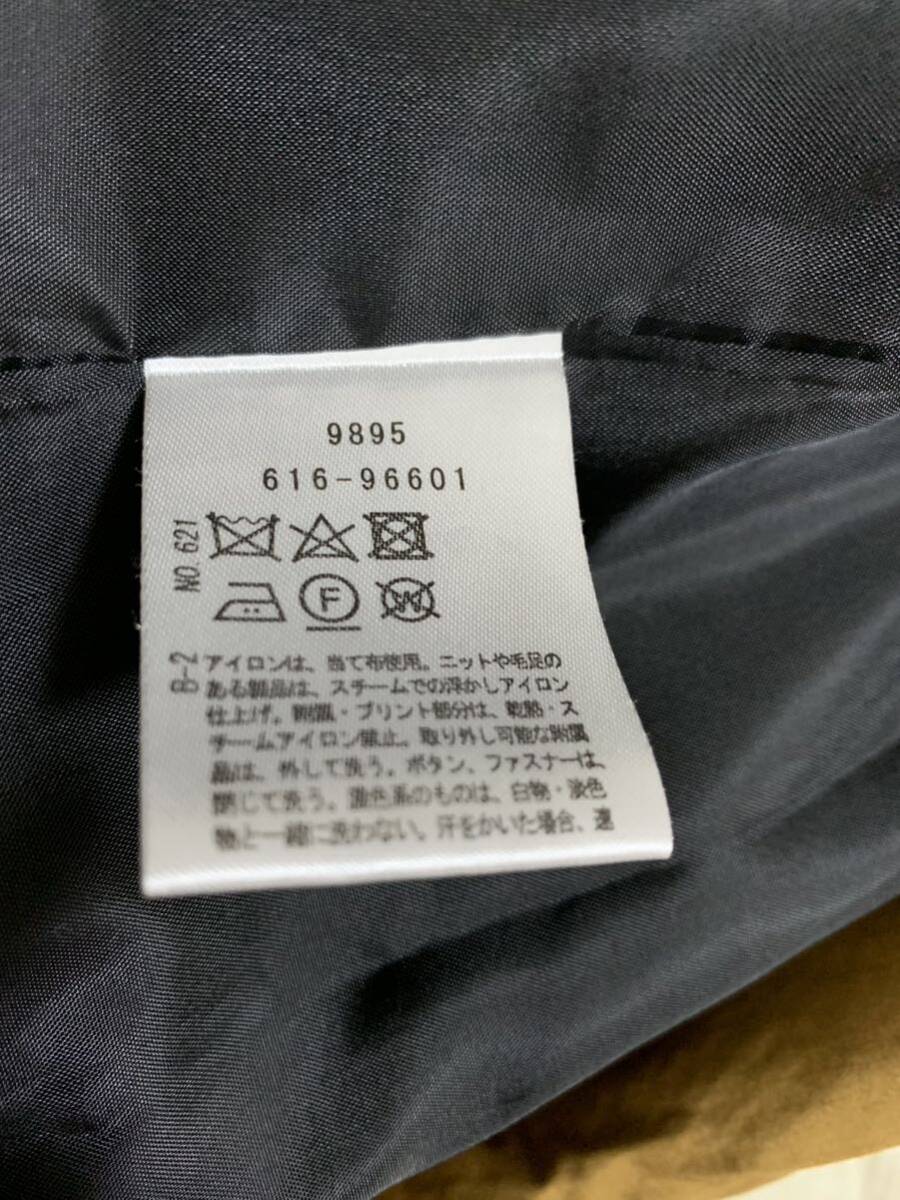 9895
616-96601
NO. 621
F
W
8-2
アイロンは、当て布使用。ニットや毛足の
ある製品は、スチームでの浮かしアイロン
仕上げ。樹脂・プリント部分は、乾熱・ス
チームアイロン禁止。取り外し可能な附属
品は、外して洗う。ボタン、ファスナーは、
閉じて洗う。濃色系のものは、白物・淡色
物と一緒に洗わない。汗をかいた場合、速